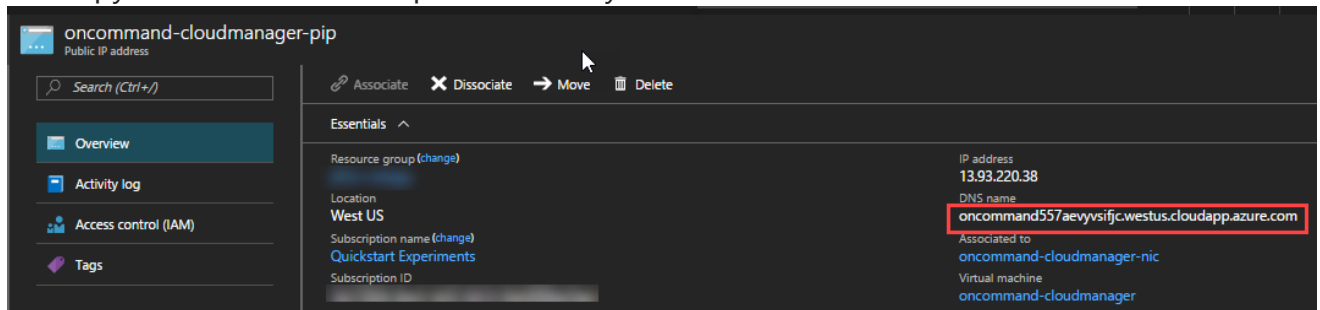 oncommand-cloudmanager-pip
Public IP address
Search (Ctrl+/)
Associate Dissociate Move Delete
Essentials
Overview
Activity log
Access control (IAM)
Tags
Resource group (change)
Location
West US
Subscription name (change)
Quickstart Experiments
Subscription ID
IP address
13.93.220.38
DNS name
oncommand557aevyvsifjc.westus.cloudapp.azure.com
Associated to
oncommand-cloudmanager-nic
Virtual machine
oncommand-cloudmanager